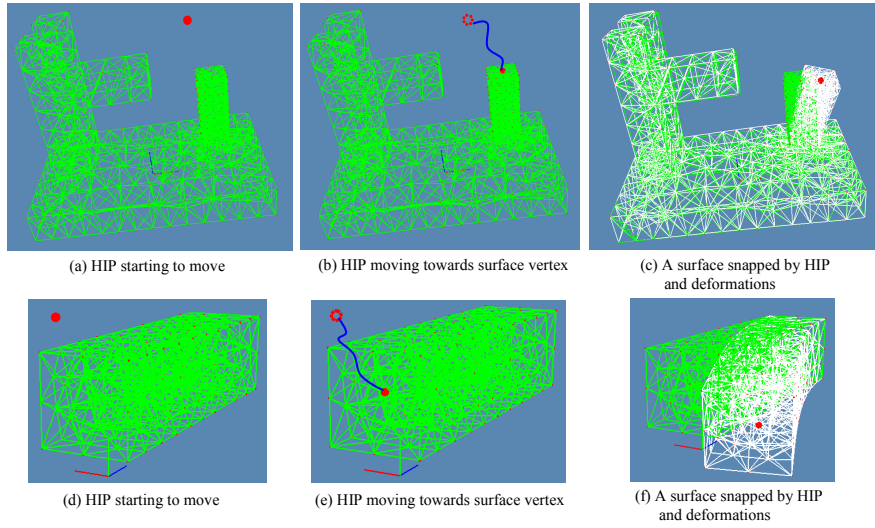 (a) HIP starting to move
(b) HIP moving towards surface vertex
(c) A surface snapped by HIP
and deformations
(d) HIP starting to move
(e) HIP moving towards surface vertex
(f) A surface snapped by HIP
and deformations